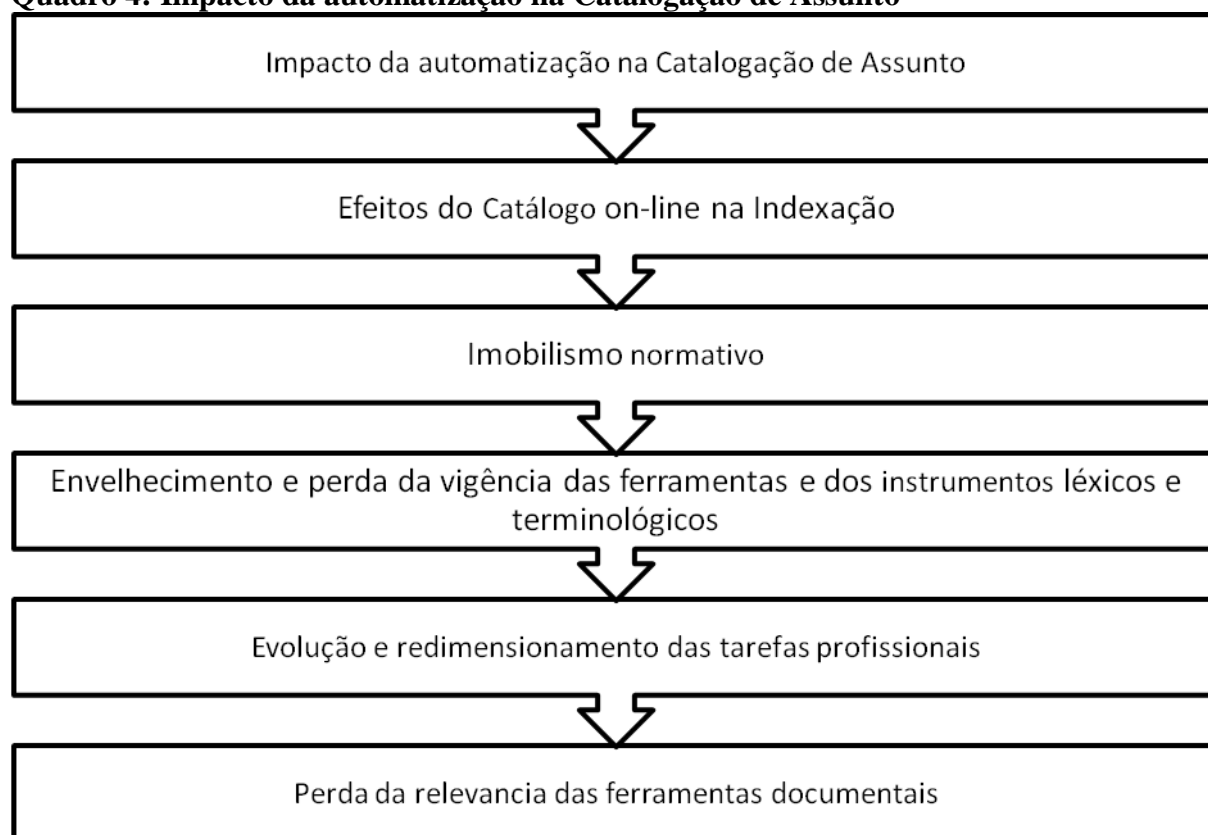 Quadro 4: Impacto da automatização na Catalogação de Assunto
Impacto da automatização na Catalogação de Assunto
Efeitos do Catálogo on-line na Indexação
Imobilismo normativo
Envelhecimento e perda da vigência das ferramentas e dos instrumentos léxicos e
terminológicos
Evolução e redimensionamento das tarefas profissionais
Perda da relevancia das ferramentas documentais